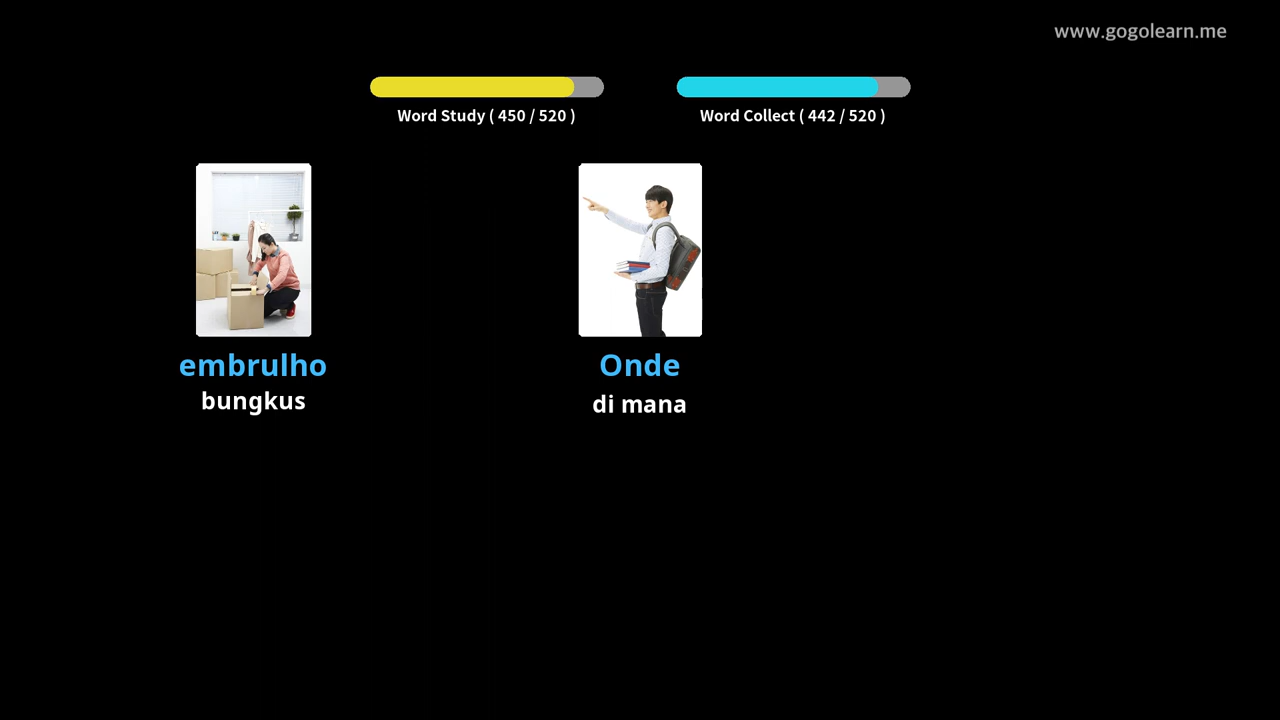 www.gogolearn.me
Word Study ( 450 / 520 )
Word Collect ( 442 / 520 )
embrulho
bungkus
Onde
di mana